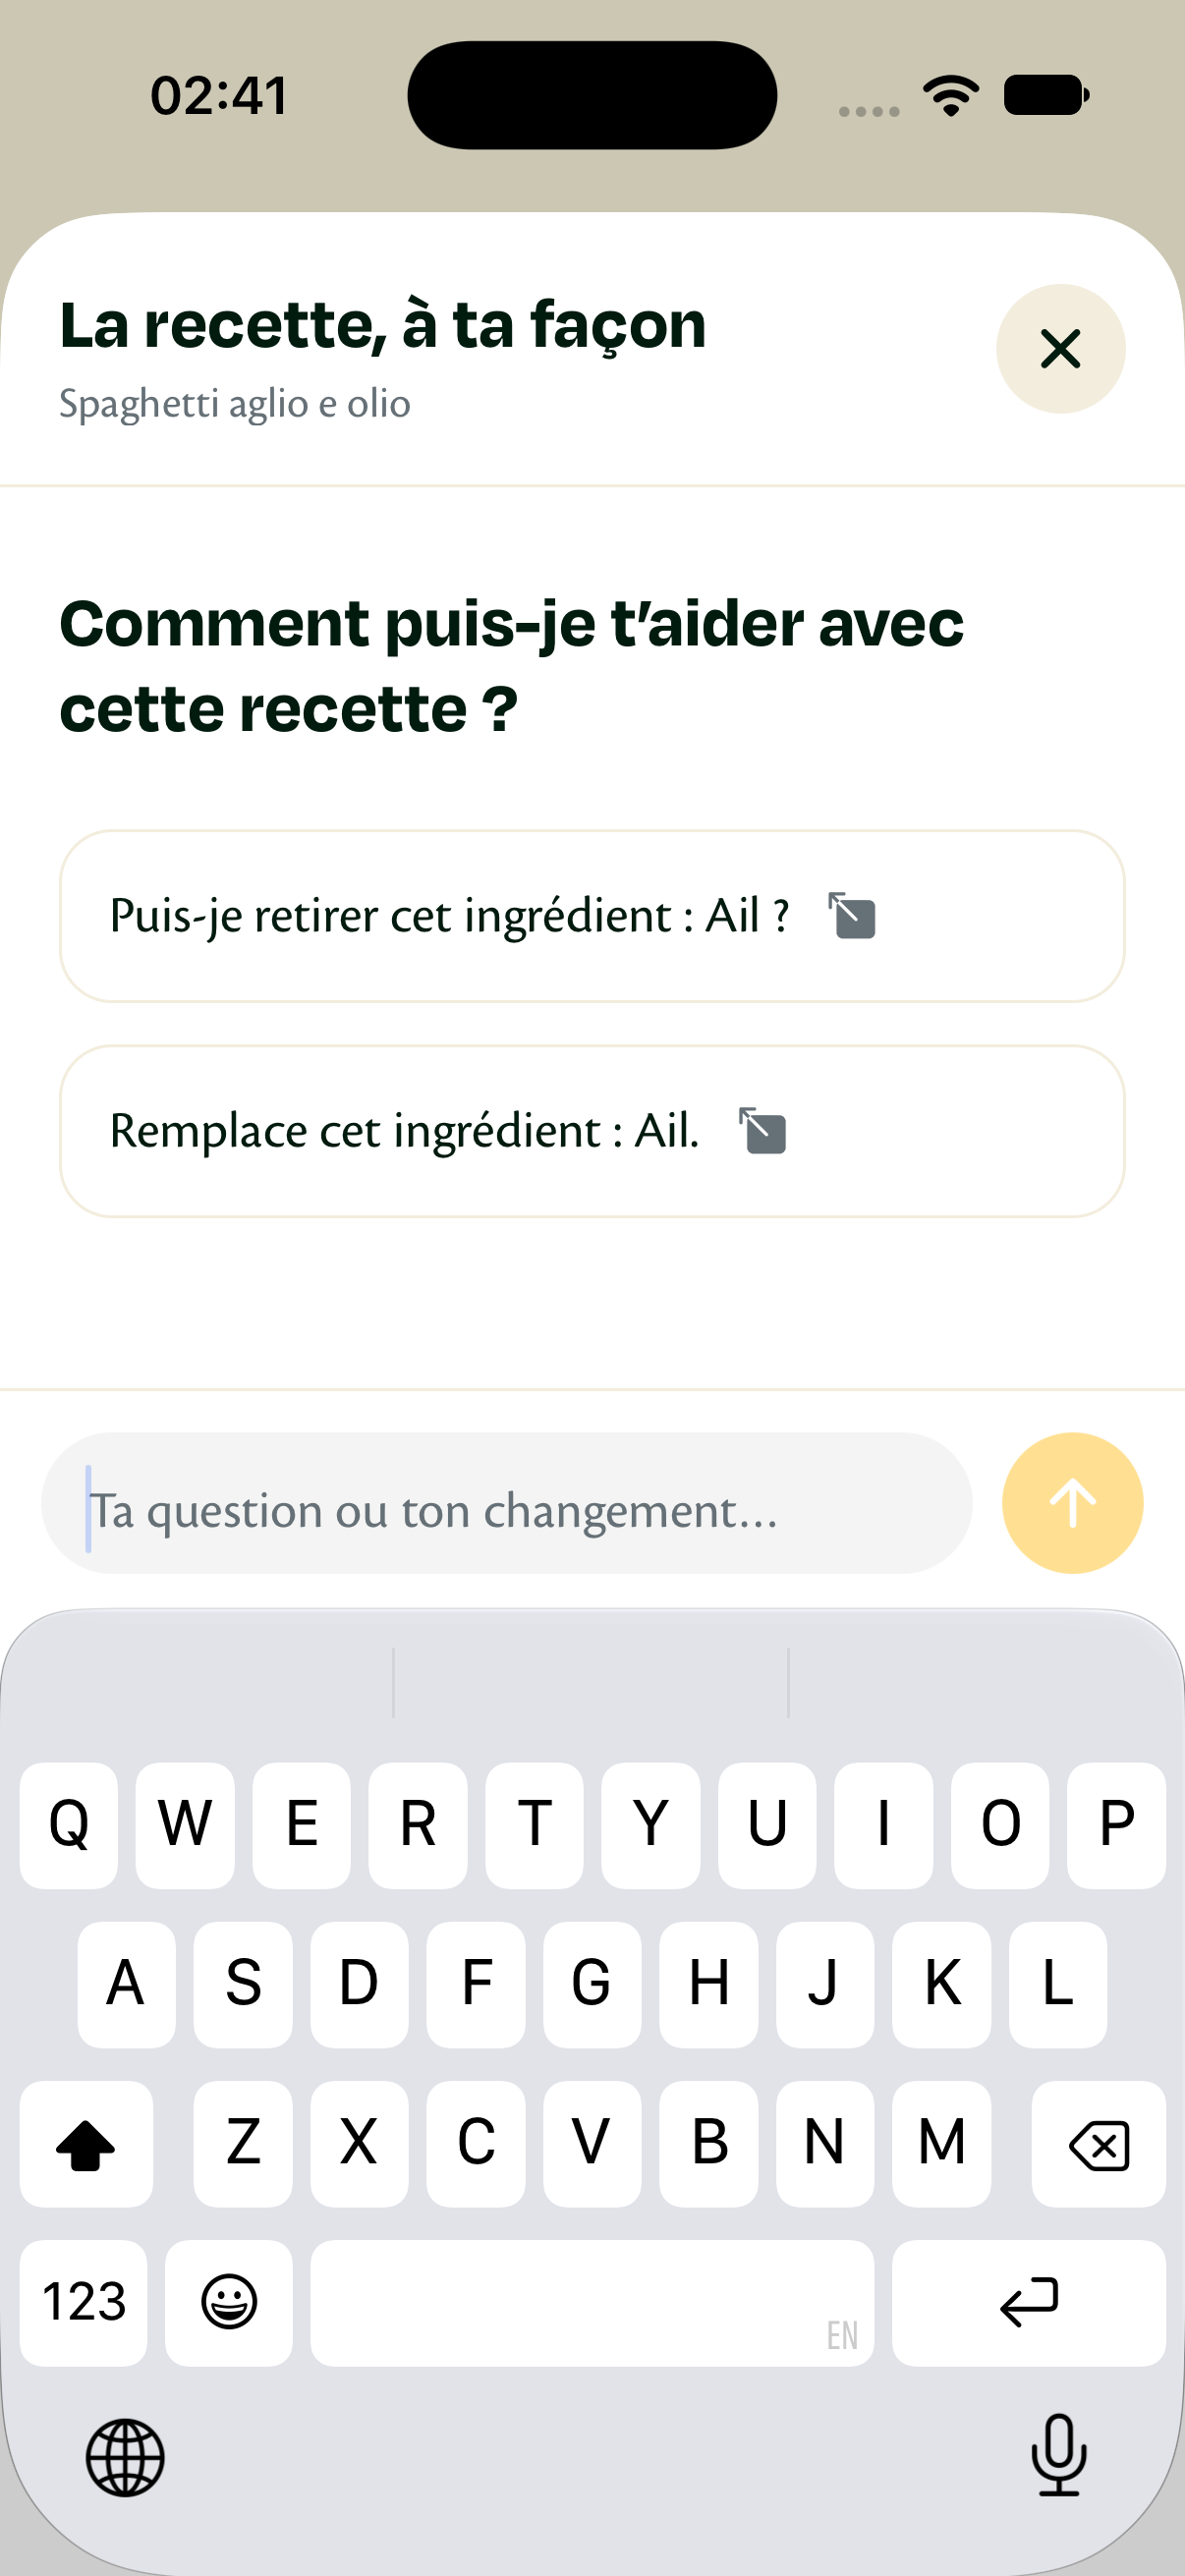 02:41
La recette, à ta façon
Spaghetti aglio e olio
Comment puis-je t’aider avec
cette recette ?
Puis-je retirer cet ingrédient : Ail ?
Remplace cet ingrédient : Ail.
Ta question ou ton changement...
Q W E R T Y U I O P
A S D F G H J K L
Z X C V B N M
123
EN